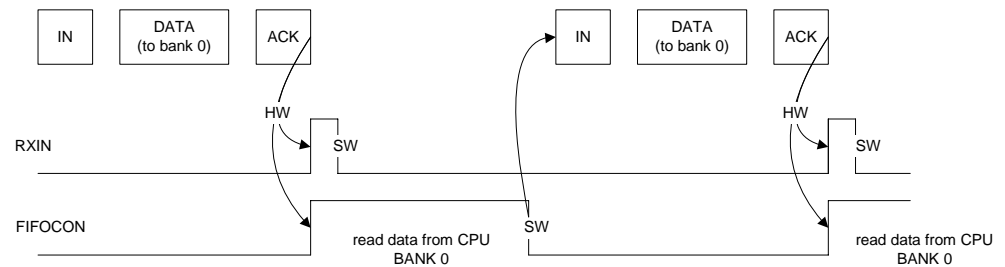 IN
DATA
(to bank 0)
ACK
IN
DATA
(to bank 0)
ACK
HW
HW
RXIN
SW
SW
FIFOCON
SW
read data from CPU
BANK 0
read data from CPU
BANK 0